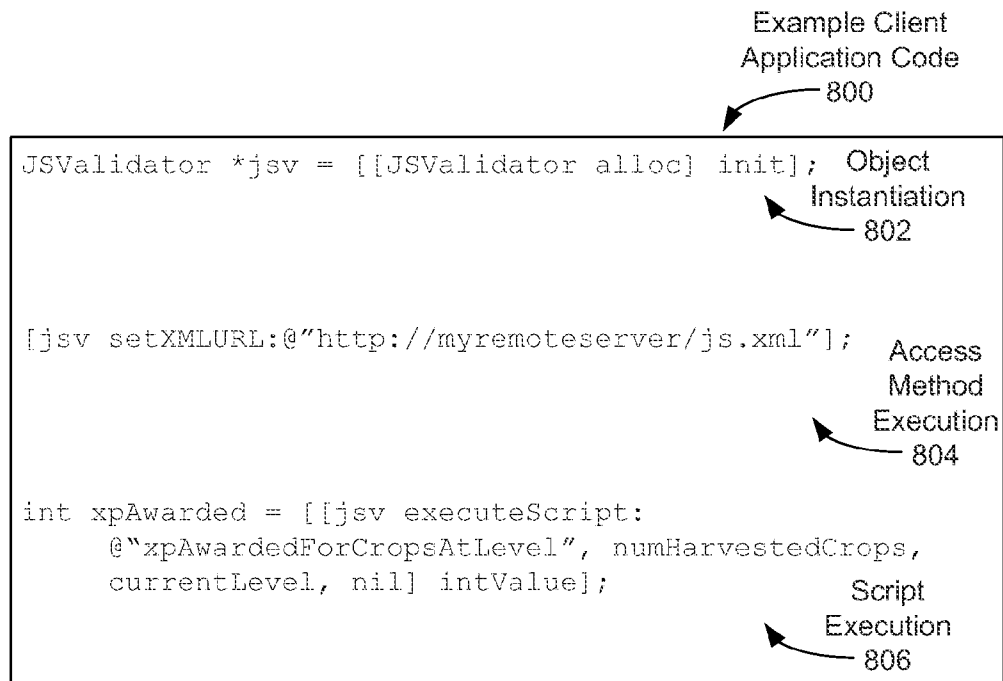 Example Client
Application Code
800
JSValidator *jsv = [[JSValidator alloc] init];
Object
Instantiation
802
[jsv setXMLURL:@"http://myremoteserver/js.xml"];
Access
Method
Execution
804
int xpAwarded = [[jsv executeScript:
@"xpAwardedForCropsAtLevel", numHarvestedCrops,
currentLevel, nil] intValue];
Script
Execution
806